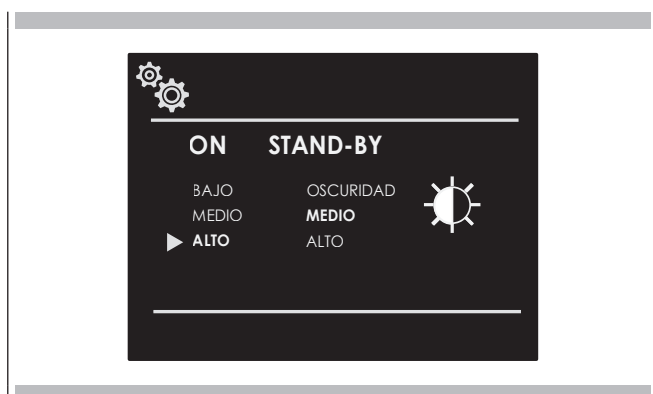 ON STAND-BY
BAJO OSCURIDAD
MEDIO MEDIO
ALTO ALTO